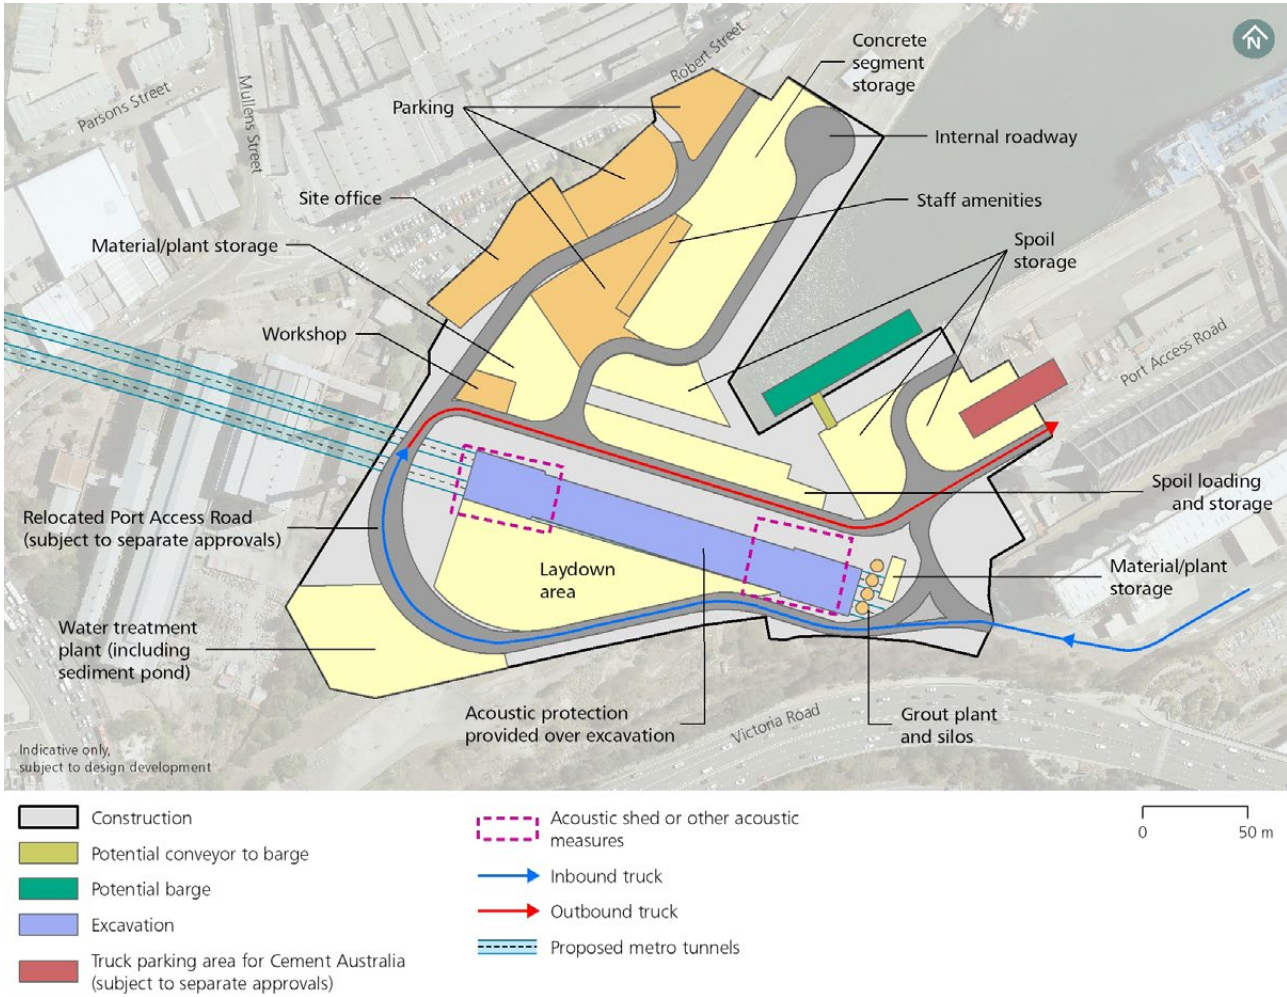 Concrete
segment
storage
N
Robert Street
Parsons Street
Mullens Street
Parking
Internal roadway
Site office
Staff amenities
Material/plant storage
Spoil
storage
Workshop
Port Access Road
Relocated Port Access Road
(subject to separate approvals)
Spoil loading
and storage
Laydown
area
Material/plant
storage
Water treatment
plant (including
sediment pond)
Acoustic protection
provided over excavation
Victoria Road
Grout plant
and silos
Indicative only,
subject to design development
Construction
Potential conveyor to barge
Potential barge
Excavation
Truck parking area for Cement Australia
(subject to separate approvals)
Acoustic shed or other acoustic
measures
Inbound truck
Outbound truck
Proposed metro tunnels
0 50 m